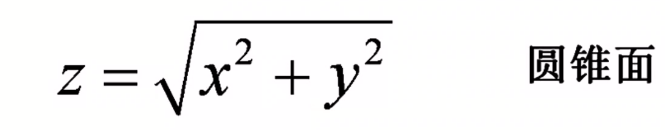 z = √(x² + y²) 圆锥面